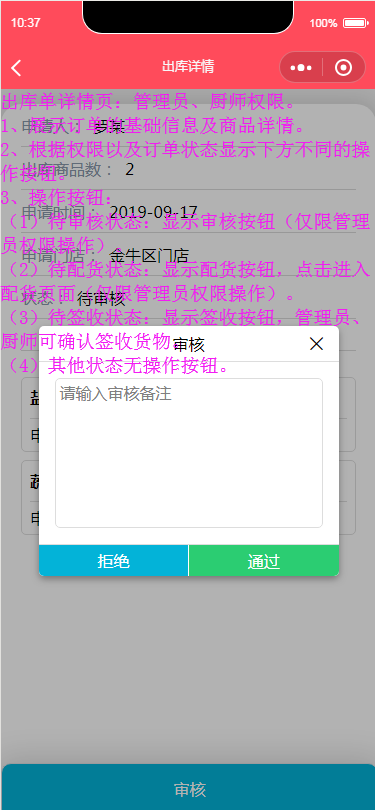 10:37
100%
出库详情
出库单详情页：管理员、厨师权限。
申请人： 罗某
1、展示订单的基础信息及商品详情。
2、根据权限以及订单状态显示下方不同的操
作按钮。
出库商品数： 2
3、操作按钮：
申请时间： 2019-09-17
（1）待审核状态：显示审核按钮（仅限管理
员权限操作）。
申请门店： 金牛区门店
（2）待配货状态：显示配货按钮，点击进入
配货页面（仅限管理员权限操作）。
状态： 待审核
（3）待签收状态：显示签收按钮，管理员、
厨师可确认签收货物。
审核
（4）其他状态无操作按钮。
请输入审核备注
拒绝
通过
审核